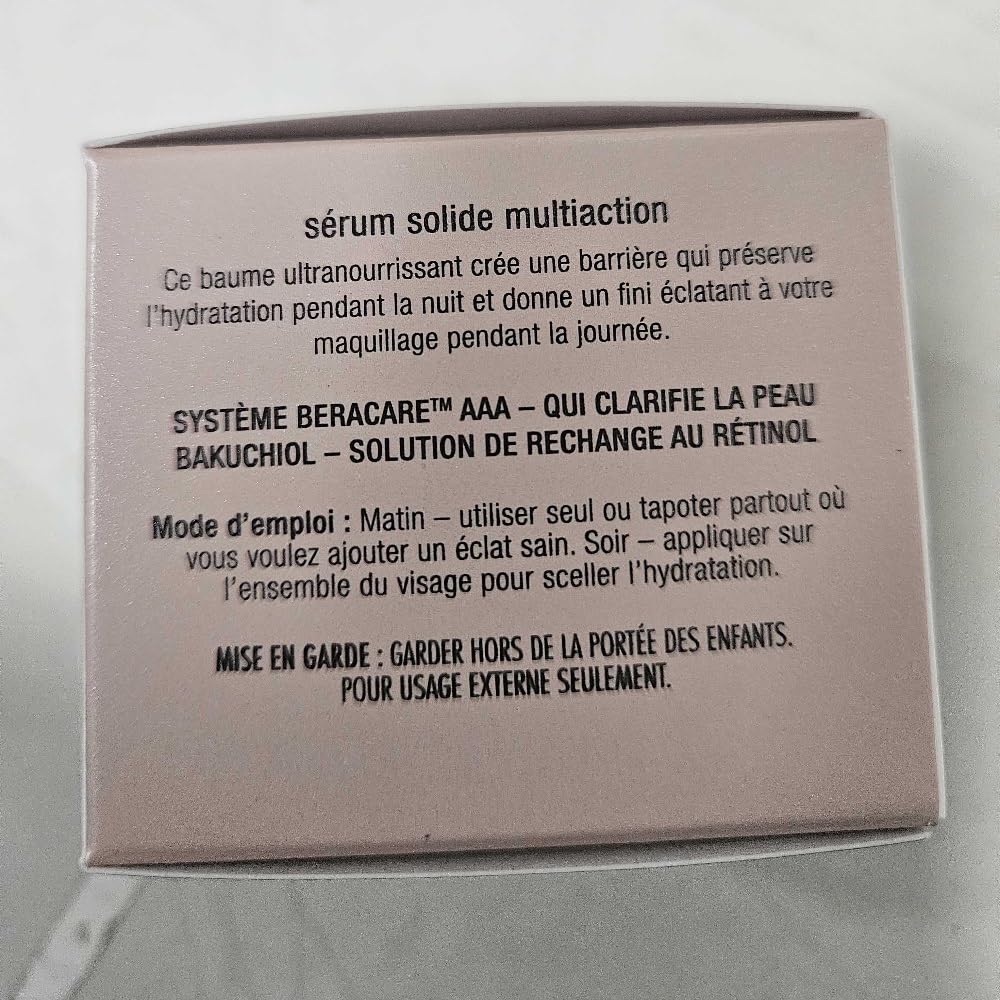 sérum solide multiaction
Ce baume ultranourrissant crée une barrière qui préserve
l'hydratation pendant la nuit et donne un fini éclatant à votre
maquillage pendant la journée.
SYSTÈME BERACARE™ AAA – QUI CLARIFIE LA PEAU
BAKUCHIOL – SOLUTION DE RECHANGE AU RÉTINOL
Mode d'emploi : Matin – utiliser seul ou tapoter partout où
vous voulez ajouter un éclat sain. Soir – appliquer sur
l'ensemble du visage pour sceller l'hydratation.
MISE EN GARDE : GARDER HORS DE LA PORTÉE DES ENFANTS.
POUR USAGE EXTERNE SEULEMENT.